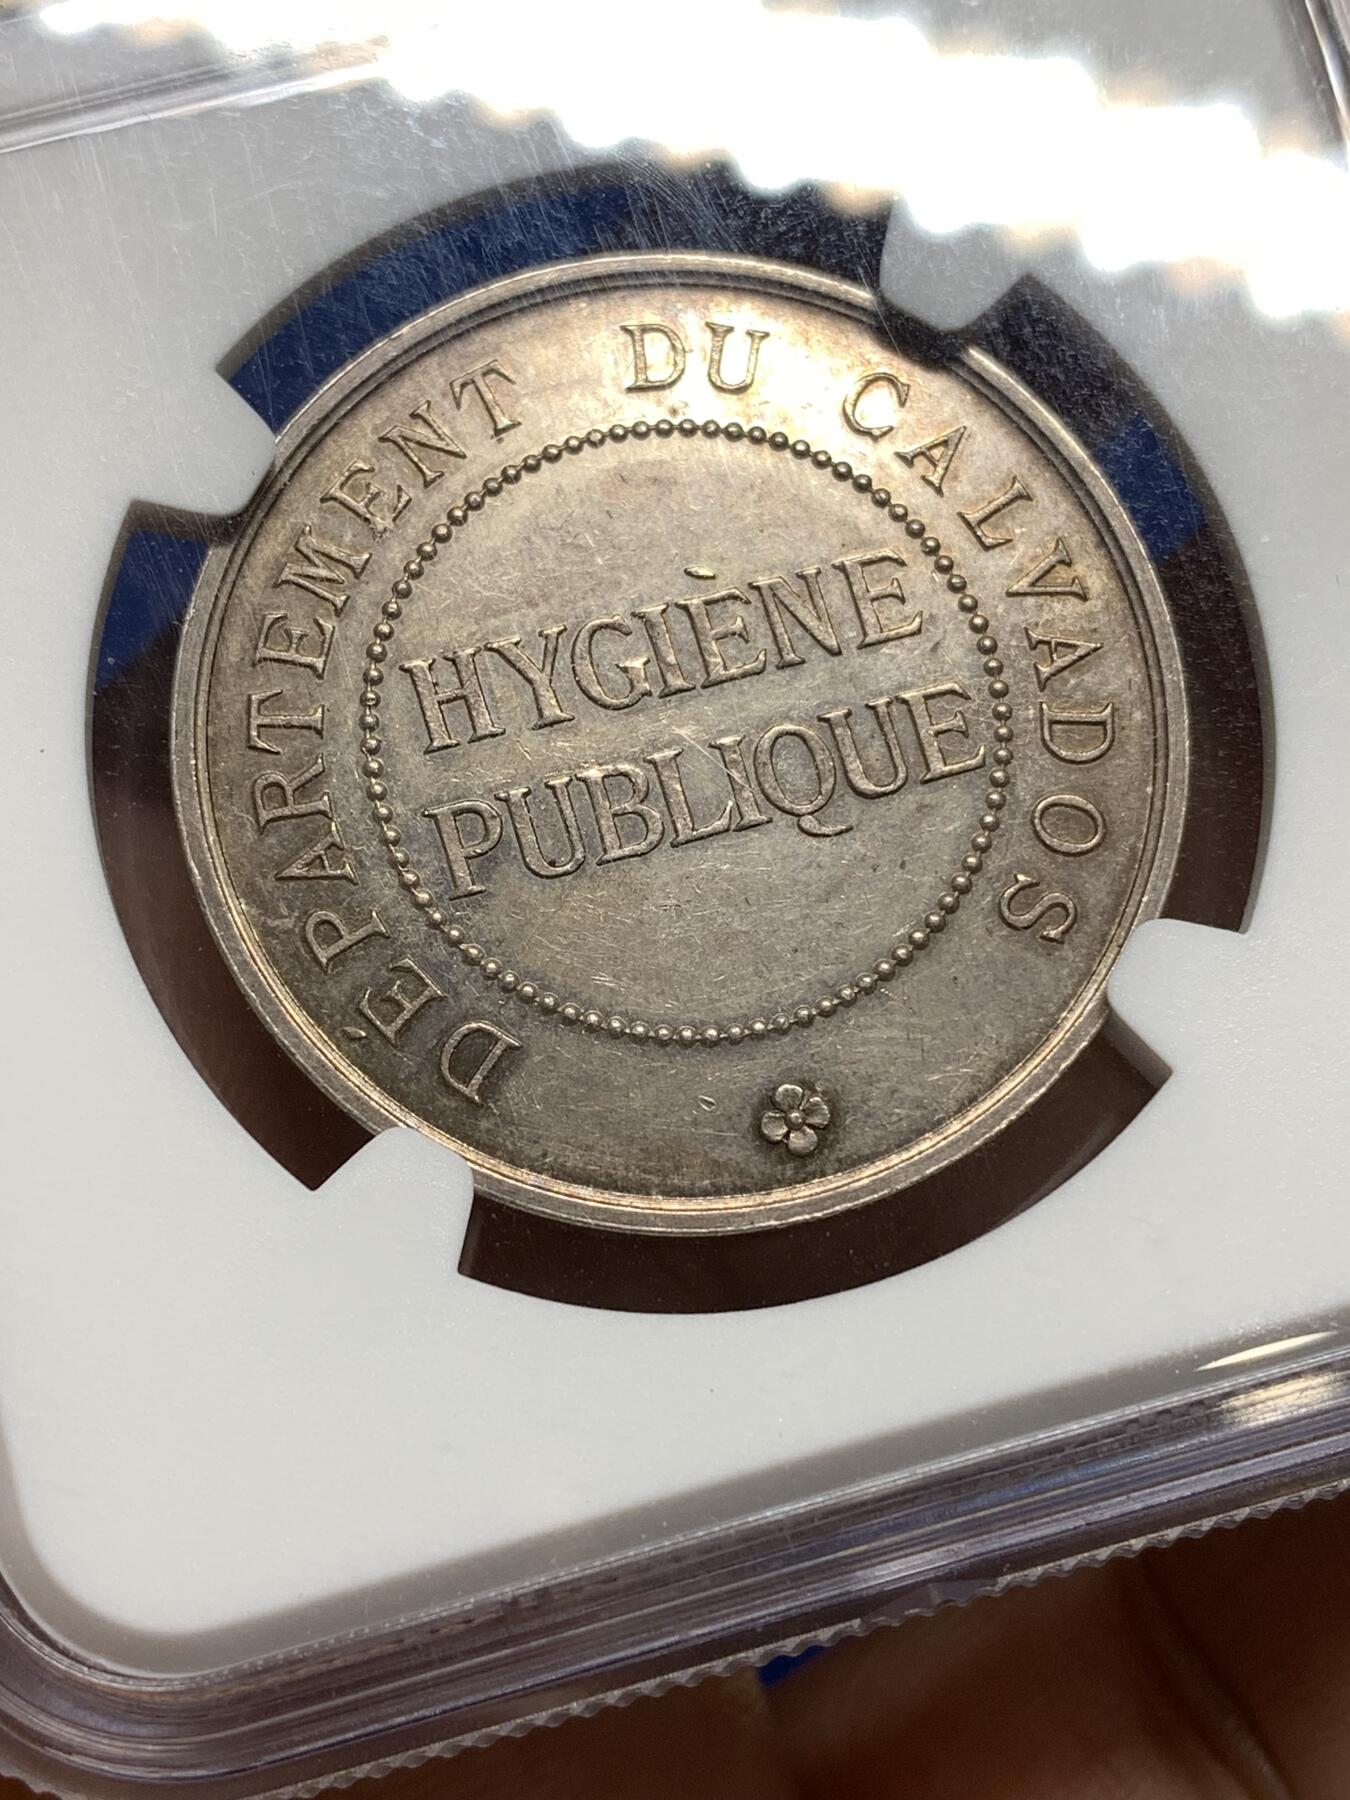 DÉPARTEMENT DU CALVADOS
HYGIÈNE
PUBLIQUE